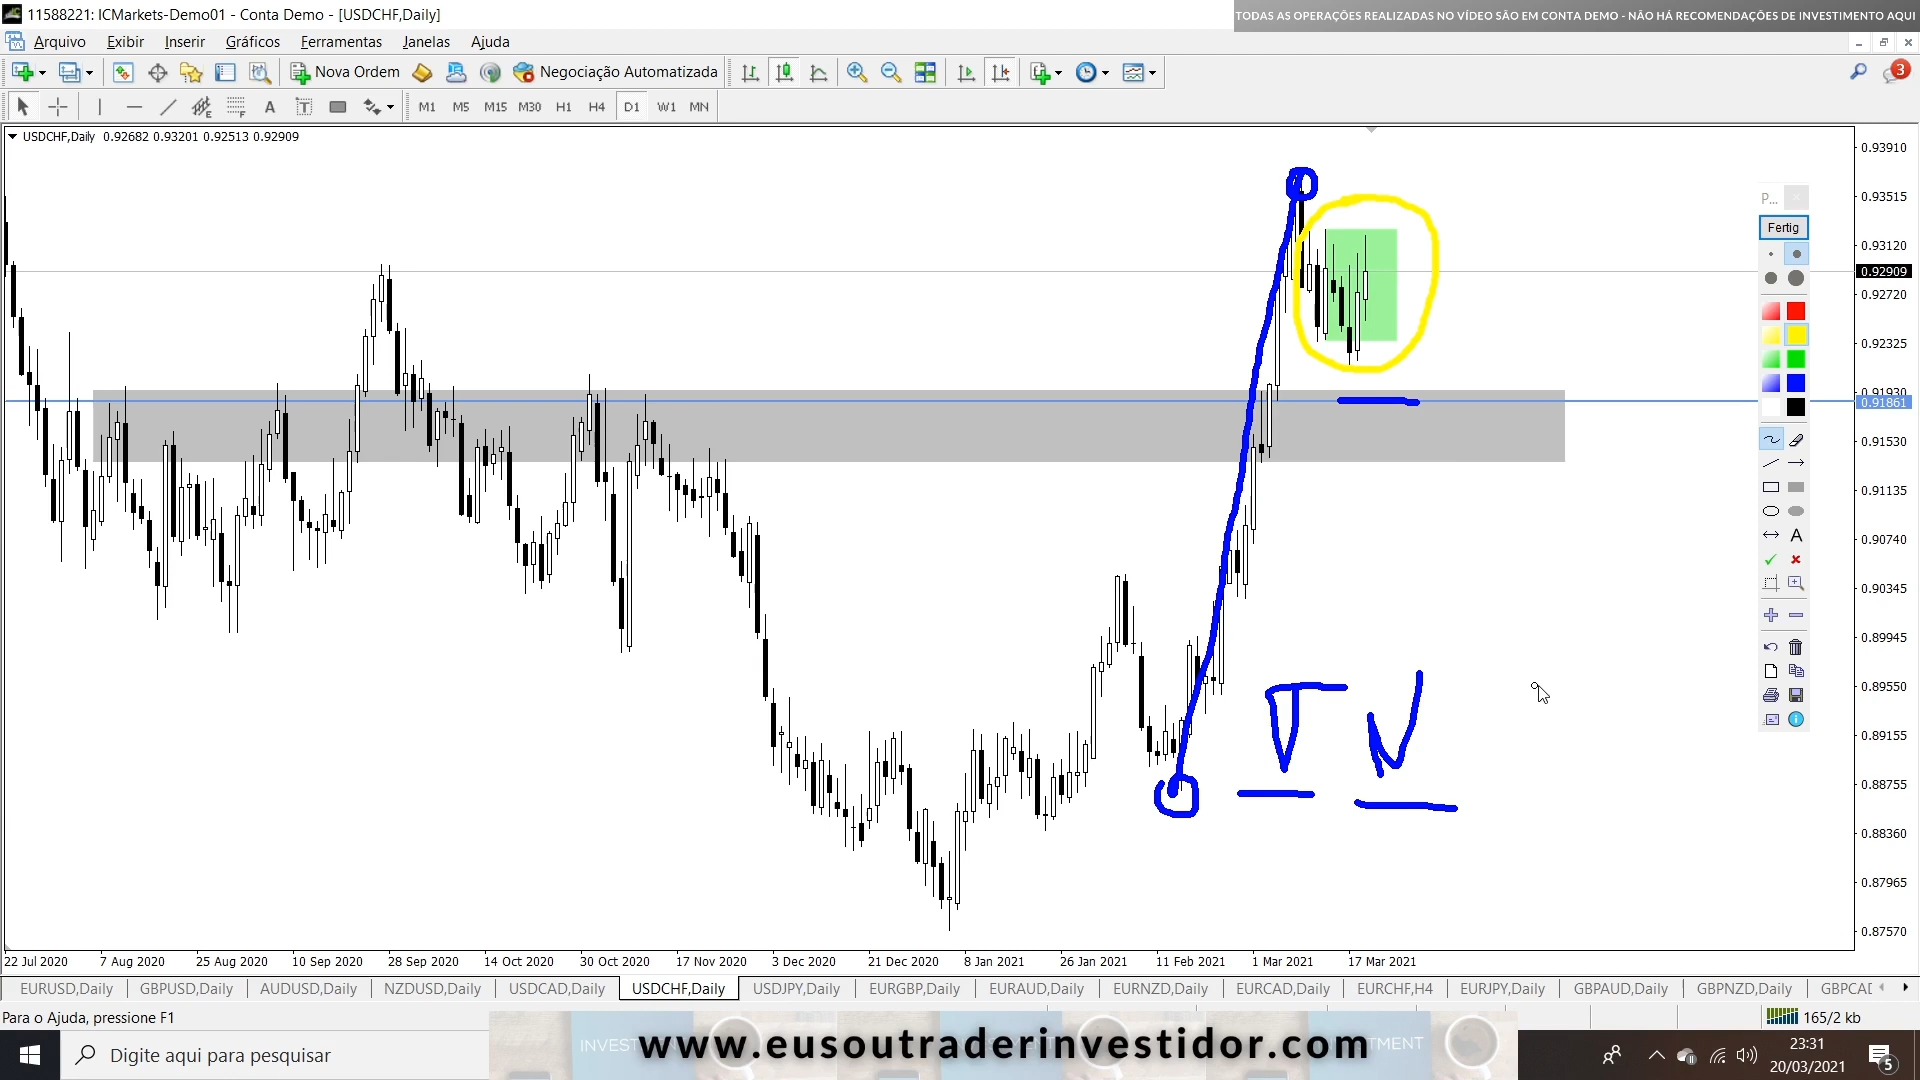 11588221: ICMarkets-Demo01 - Conta Demo - [USDCHF,Daily]
TODAS AS OPERAÇÕES REALIZADAS NO VÍDEO SÃO EM CONTA DEMO - NÃO HÁ RECOMENDAÇÕES DE INVESTIMENTO AQUI
Arquivo Exibir Inserir Gráficos Ferramentas Janelas Ajuda
Nova Ordem Negociação Automatizada 3
A T M1 M5 M15 M30 H1 H4 D1 W1 MN
USDCHF,Daily 0.92682 0.93201 0.92513 0.92909
0.93910
0.93515
0.93120
0.92909
0.92720
0.92325
0.91930
0.91861
0.91530
0.91135
0.90740
0.90345
0.89945
0.89550
0.89155
0.88755
0.88360
0.87965
0.87570
P...
Fertig
A
22 Jul 2020 7 Aug 2020 25 Aug 2020 10 Sep 2020 28 Sep 2020 14 Oct 2020 30 Oct 2020 17 Nov 2020 3 Dec 2020 21 Dec 2020 8 Jan 2021 26 Jan 2021 11 Feb 2021 1 Mar 2021 17 Mar 2021
EURUSD,Daily GBPUSD,Daily AUDUSD,Daily NZDUSD,Daily USDCAD,Daily USDCHF,Daily USDJPY,Daily EURGBP,Daily EURAUD,Daily EURNZD,Daily EURCAD,Daily EURCHF,H4 EURJPY,Daily GBPAUD,Daily GBPNZD,Daily GBPCAD
Para o Ajuda, pressione F1
165/2 kb
Digite aqui para pesquisar
www.eusoutraderinvestidor.com
23:31
20/03/2021
5